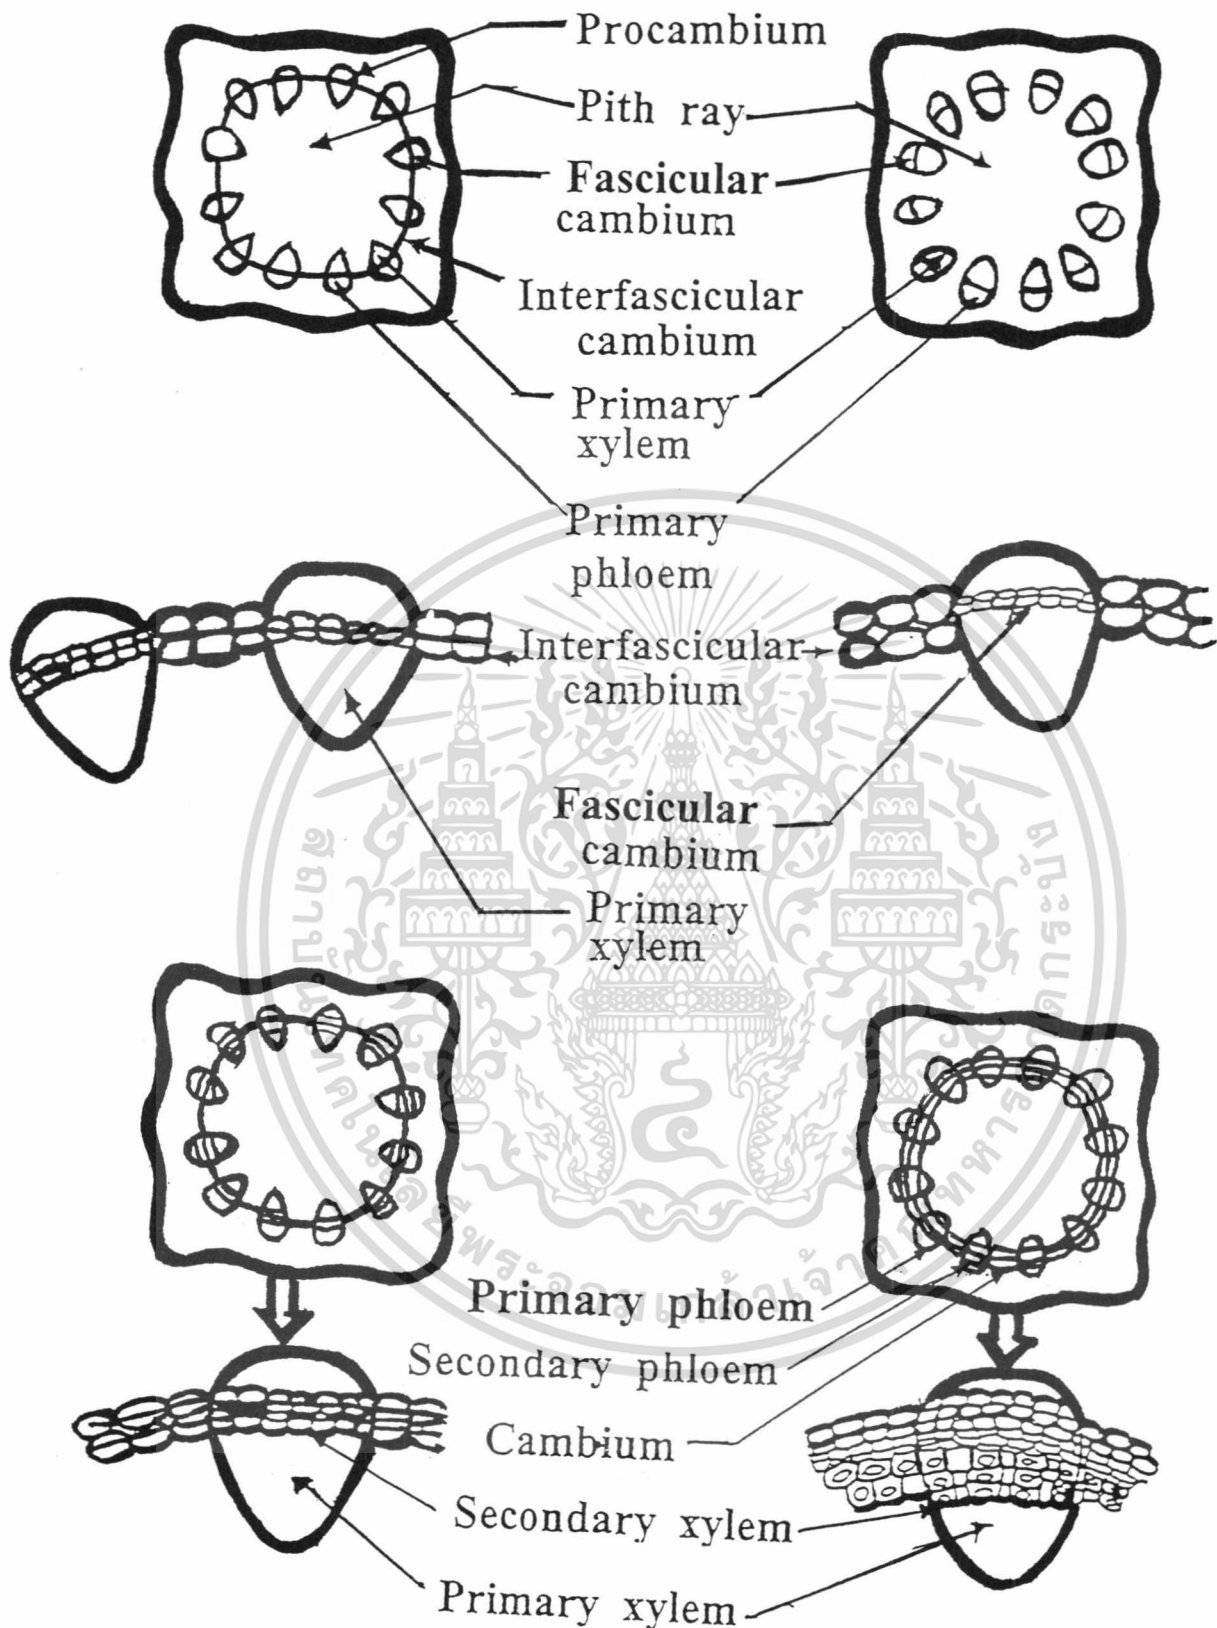 Procambium
Pith ray
Fascicular
cambium
Interfascicular
cambium
Primary
xylem
Primary
phloem
Interfascicular
cambium
Fascicular
cambium
Primary
xylem
Primary phloem
Secondary phloem
Cambium
Secondary xylem
Primary xylem